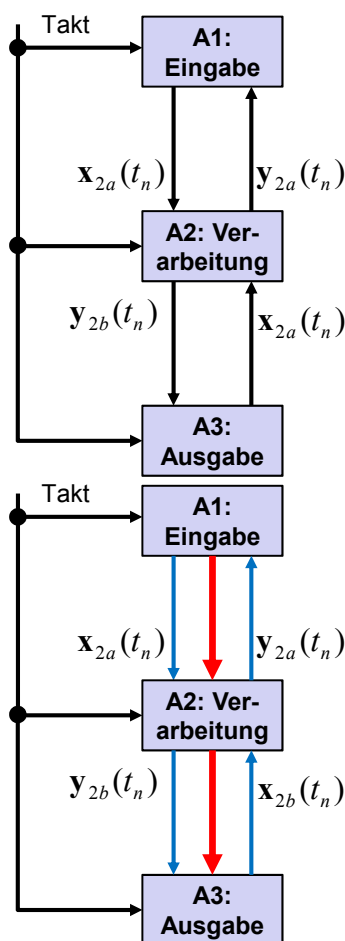 Takt
A1:
Eingabe
x2a(tn) y2a(tn)
A2: Ver-
arbeitung
y2b(tn) x2a(tn)
A3:
Ausgabe
Takt
A1:
Eingabe
x2a(tn) y2a(tn)
A2: Ver-
arbeitung
y2b(tn) x2b(tn)
A3:
Ausgabe